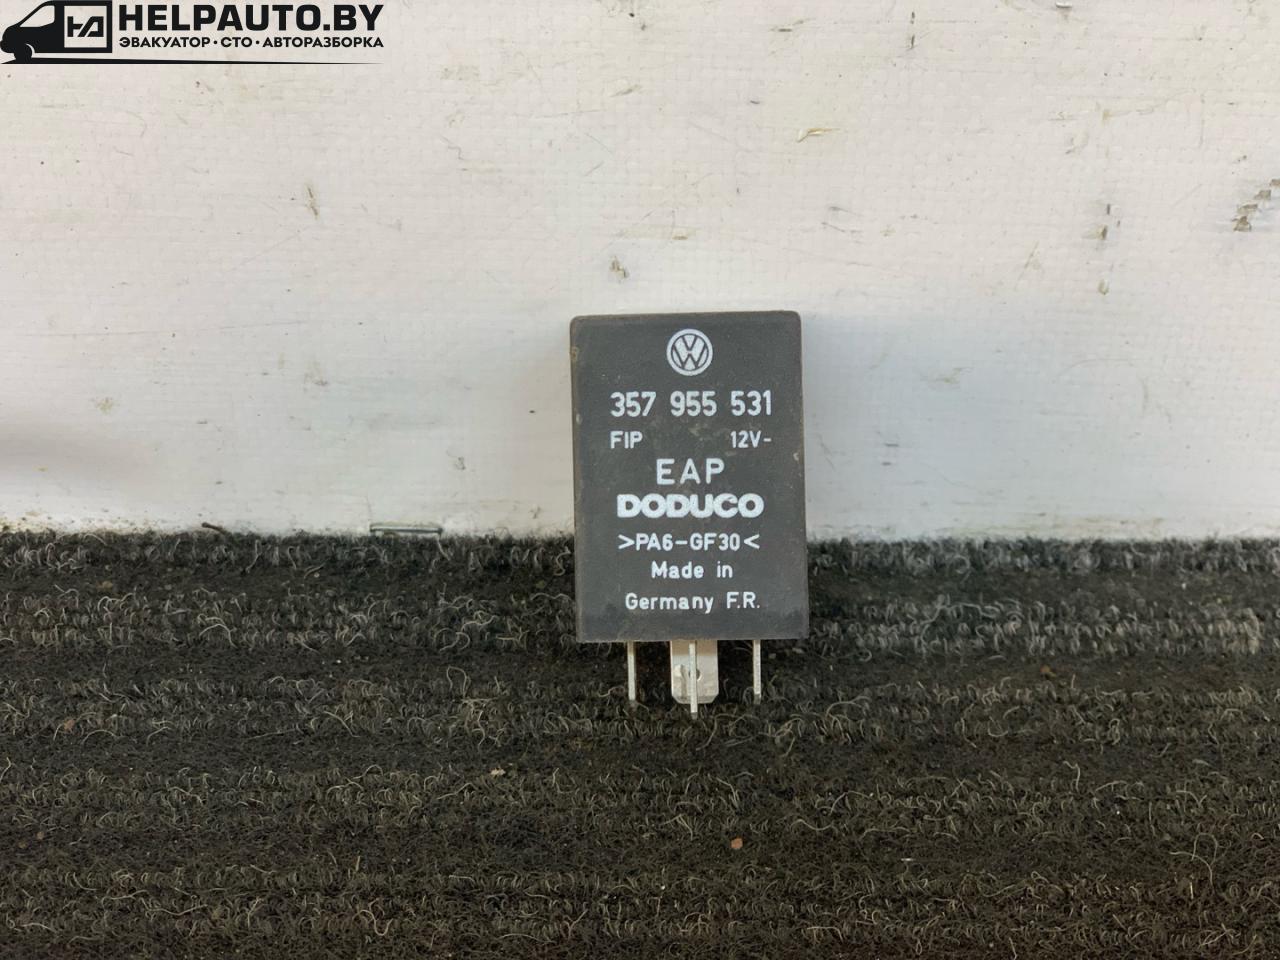 HELPAUTO.BY
ЭВАКУАТОР·СТО·АВТОРАЗБОРКА
357 955 531
FIP 12V-
EAP
DODUCO
>PA6-GF30<
Made in
Germany F.R.